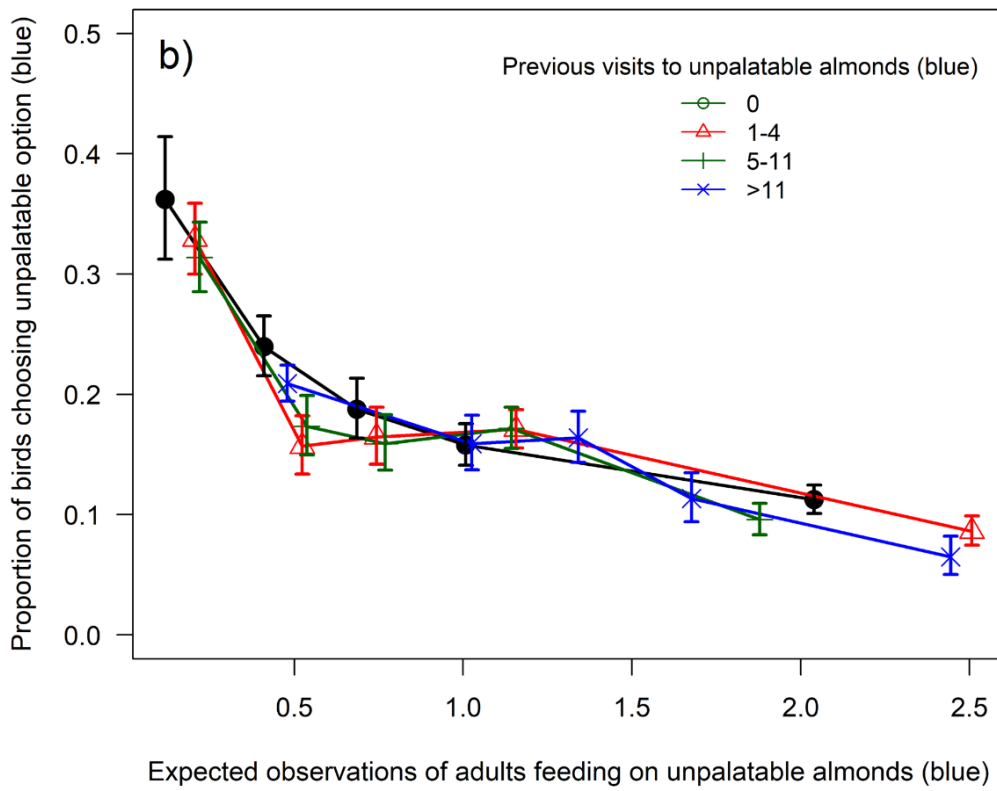 b)
Previous visits to unpalatable almonds (blue)
0
1-4
5-11
>11
Proportion of birds choosing unpalatable option (blue)
0.5
0.4
0.3
0.2
0.1
0.0
0.5 1.0 1.5 2.0 2.5
Expected observations of adults feeding on unpalatable almonds (blue)